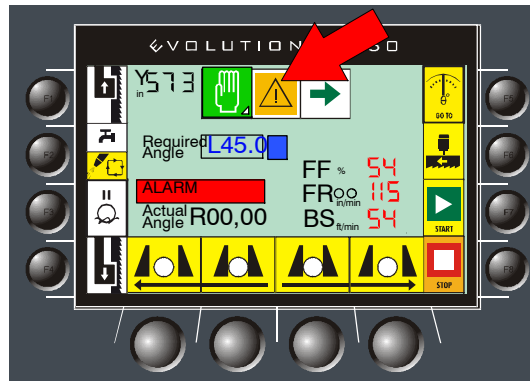 EVOLUTION
Y573
in
Required Angle L45.0
FF % 54
ALARM
FR in/min 115
Actual Angle R00,00
BS ft/min 54
θ°
GO TO
START
STOP
F1
F2
F3
F4
F5
F7
F8